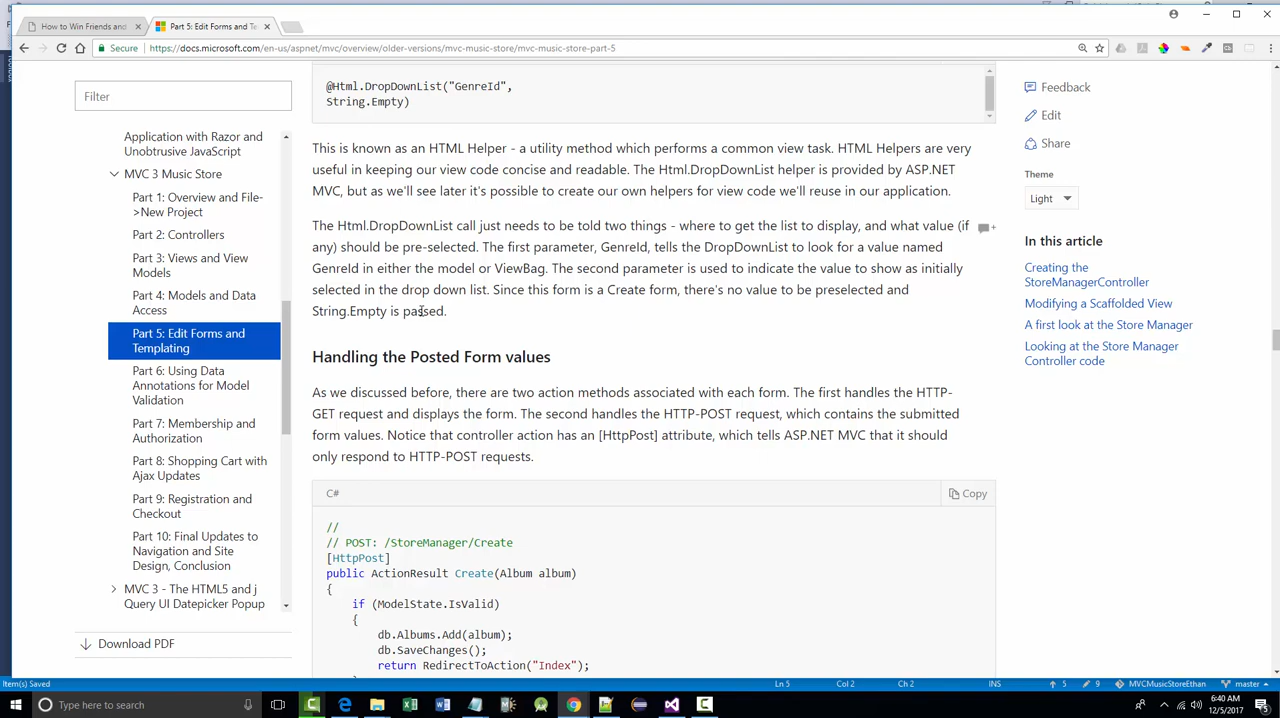 How to Win Friends and
Part 5: Edit Forms and Te
Secure
https://docs.microsoft.com/en-us/aspnet/mvc/overview/older-versions/mvc-music-store/mvc-music-store-part-5
Filter
Application with Razor and
Unobtrusive JavaScript
MVC 3 Music Store
Part 1: Overview and File-
>New Project
Part 2: Controllers
Part 3: Views and View
Models
Part 4: Models and Data
Access
Part 5: Edit Forms and
Templating
Part 6: Using Data
Annotations for Model
Validation
Part 7: Membership and
Authorization
Part 8: Shopping Cart with
Ajax Updates
Part 9: Registration and
Checkout
Part 10: Final Updates to
Navigation and Site
Design, Conclusion
MVC 3 - The HTML5 and j
Query UI Datepicker Popup
Download PDF
@Html.DropDownList("GenreId",
String.Empty)
This is known as an HTML Helper - a utility method which performs a common view task. HTML Helpers are very
useful in keeping our view code concise and readable. The Html.DropDownList helper is provided by ASP.NET
MVC, but as we'll see later it's possible to create our own helpers for view code we'll reuse in our application.
The Html.DropDownList call just needs to be told two things - where to get the list to display, and what value (if
any) should be pre-selected. The first parameter, GenreId, tells the DropDownList to look for a value named
GenreId in either the model or ViewBag. The second parameter is used to indicate the value to show as initially
selected in the drop down list. Since this form is a Create form, there's no value to be preselected and
String.Empty is passed.
Handling the Posted Form values
As we discussed before, there are two action methods associated with each form. The first handles the HTTP-
GET request and displays the form. The second handles the HTTP-POST request, which contains the submitted
form values. Notice that controller action has an [HttpPost] attribute, which tells ASP.NET MVC that it should
only respond to HTTP-POST requests.
C#
Copy
//
// POST: /StoreManager/Create
[HttpPost]
public ActionResult Create(Album album)
{
if (ModelState.IsValid)
{
db.Albums.Add(album);
db.SaveChanges();
return RedirectToAction("Index");
Feedback
Edit
Share
Theme
Light
In this article
Creating the
StoreManagerController
Modifying a Scaffolded View
A first look at the Store Manager
Looking at the Store Manager
Controller code
Item(s) Saved
Ln 5
Col 2
Ch 2
INS
5
9
MVCMusicStoreEthan
master
Type here to search
6:40 AM
12/5/2017